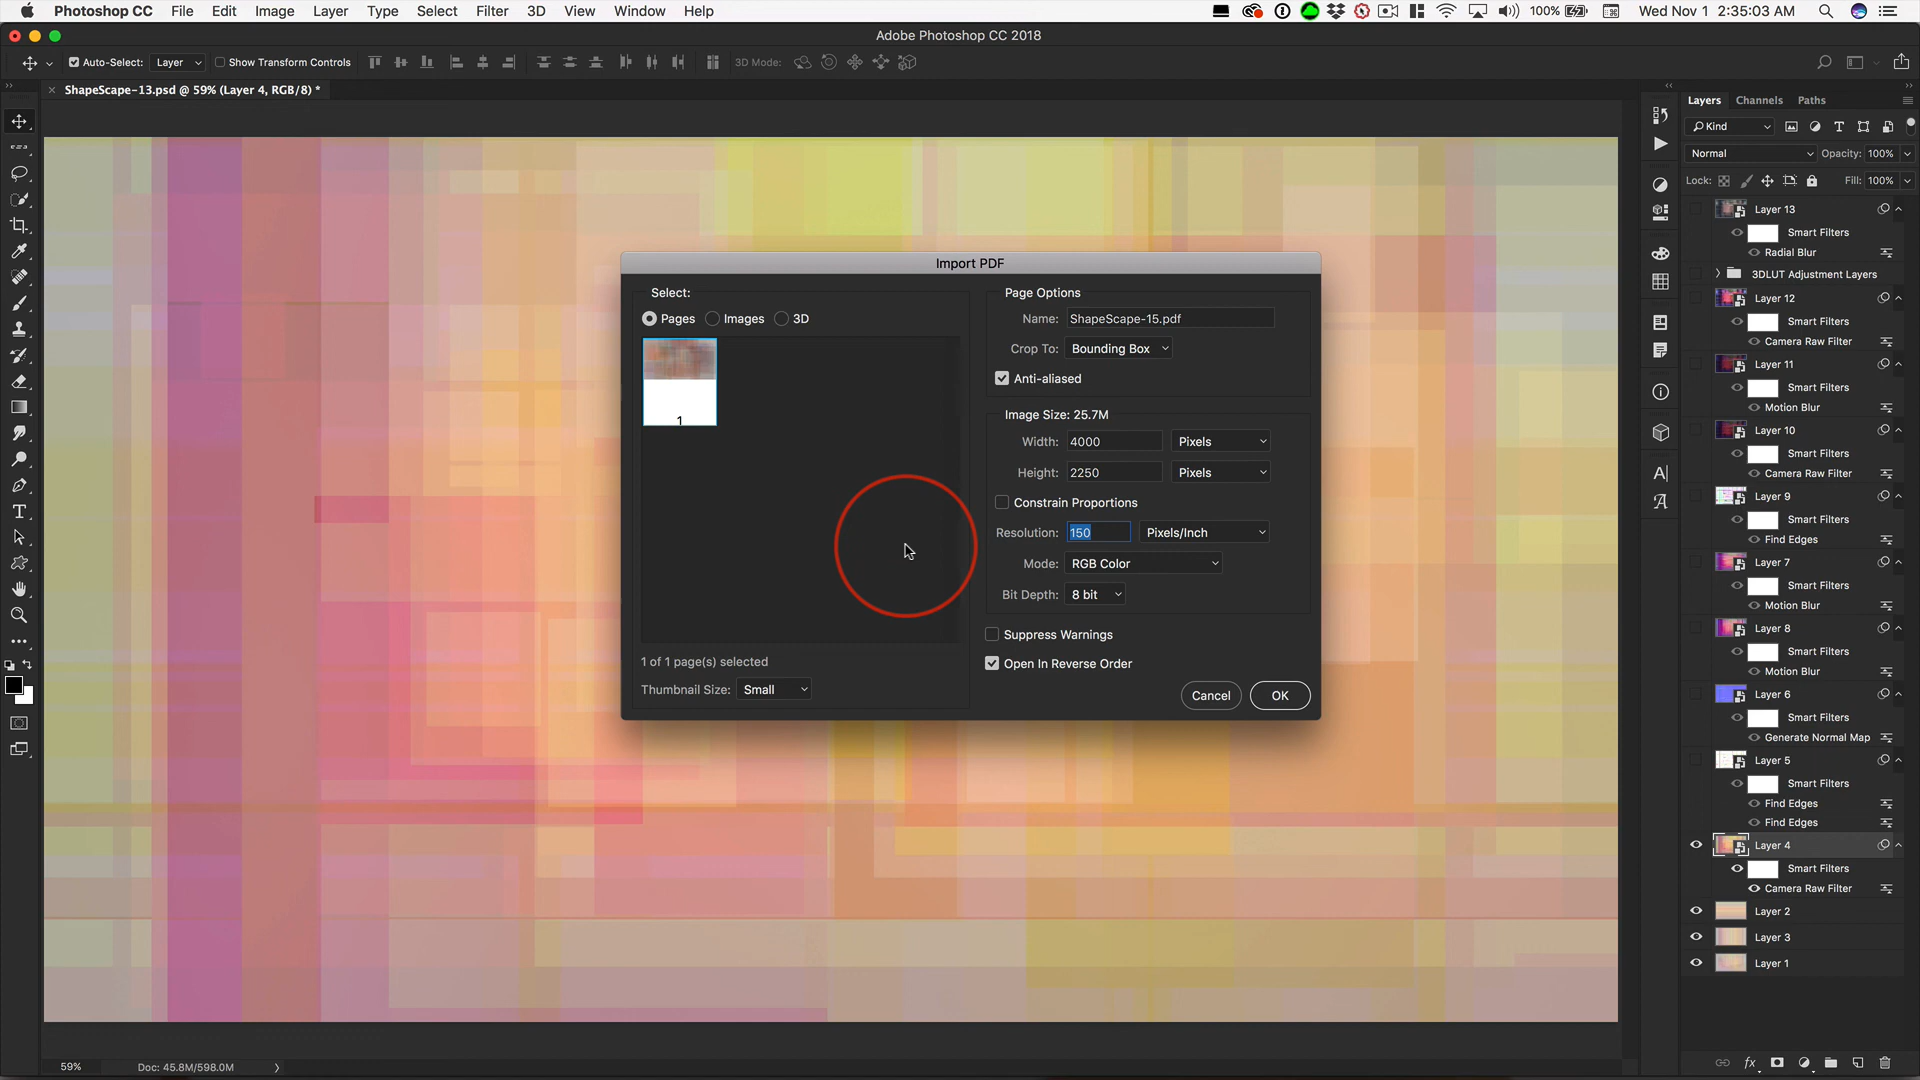 Photoshop CC File Edit Image Layer Type Select Filter 3D View Window Help 100% Wed Nov 1 2:35:03 AM
Adobe Photoshop CC 2018
Auto-Select: Layer Show Transform Controls 3D Mode:
ShapeScape-13.psd @ 59% (Layer 4, RGB/8) *
Layers Channels Paths
Kind
Normal Opacity: 100%
Lock: Fill: 100%
Layer 13
Smart Filters
Radial Blur
3DLUT Adjustment Layers
Layer 12
Smart Filters
Camera Raw Filter
Layer 11
Smart Filters
Motion Blur
Layer 10
Smart Filters
Camera Raw Filter
Layer 9
Smart Filters
Find Edges
Layer 7
Smart Filters
Motion Blur
Layer 8
Smart Filters
Motion Blur
Layer 6
Smart Filters
Generate Normal Map
Layer 5
Smart Filters
Find Edges
Find Edges
Layer 4
Smart Filters
Camera Raw Filter
Layer 2
Layer 3
Layer 1
Import PDF
Select:
Pages Images 3D
1
1 of 1 page(s) selected
Thumbnail Size: Small
Page Options
Name: ShapeScape-15.pdf
Crop To: Bounding Box
Anti-aliased
Image Size: 25.7M
Width: 4000 Pixels
Height: 2250 Pixels
Constrain Proportions
Resolution: 150 Pixels/Inch
Mode: RGB Color
Bit Depth: 8 bit
Suppress Warnings
Open In Reverse Order
Cancel OK
59% Doc: 45.8M/598.0M